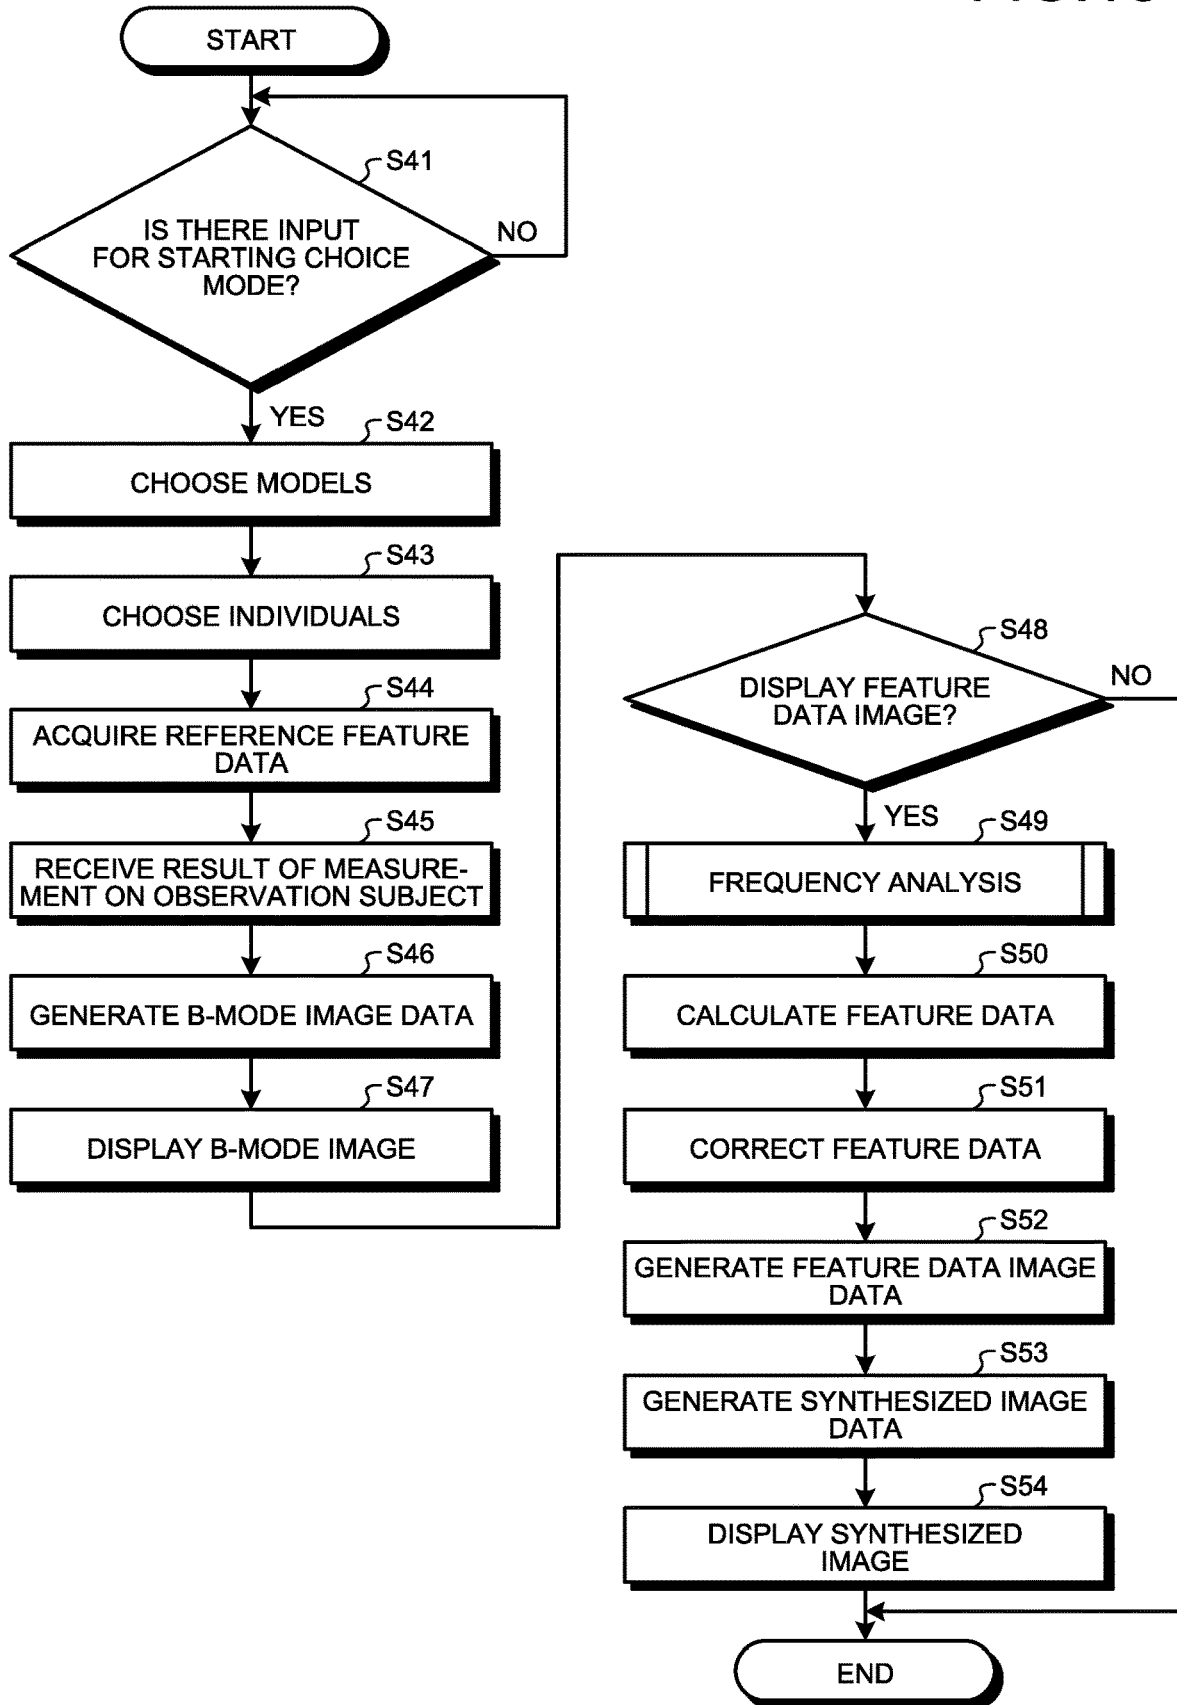 START
S41
IS THERE INPUT
FOR STARTING CHOICE
MODE?
NO
YES
S42
CHOOSE MODELS
S43
CHOOSE INDIVIDUALS
S44
ACQUIRE REFERENCE FEATURE
DATA
S45
RECEIVE RESULT OF MEASURE-
MENT ON OBSERVATION SUBJECT
S46
GENERATE B-MODE IMAGE DATA
S47
DISPLAY B-MODE IMAGE
S48
DISPLAY FEATURE
DATA IMAGE?
NO
YES
S49
FREQUENCY ANALYSIS
S50
CALCULATE FEATURE DATA
S51
CORRECT FEATURE DATA
S52
GENERATE FEATURE DATA IMAGE
DATA
S53
GENERATE SYNTHESIZED IMAGE
DATA
S54
DISPLAY SYNTHESIZED
IMAGE
END